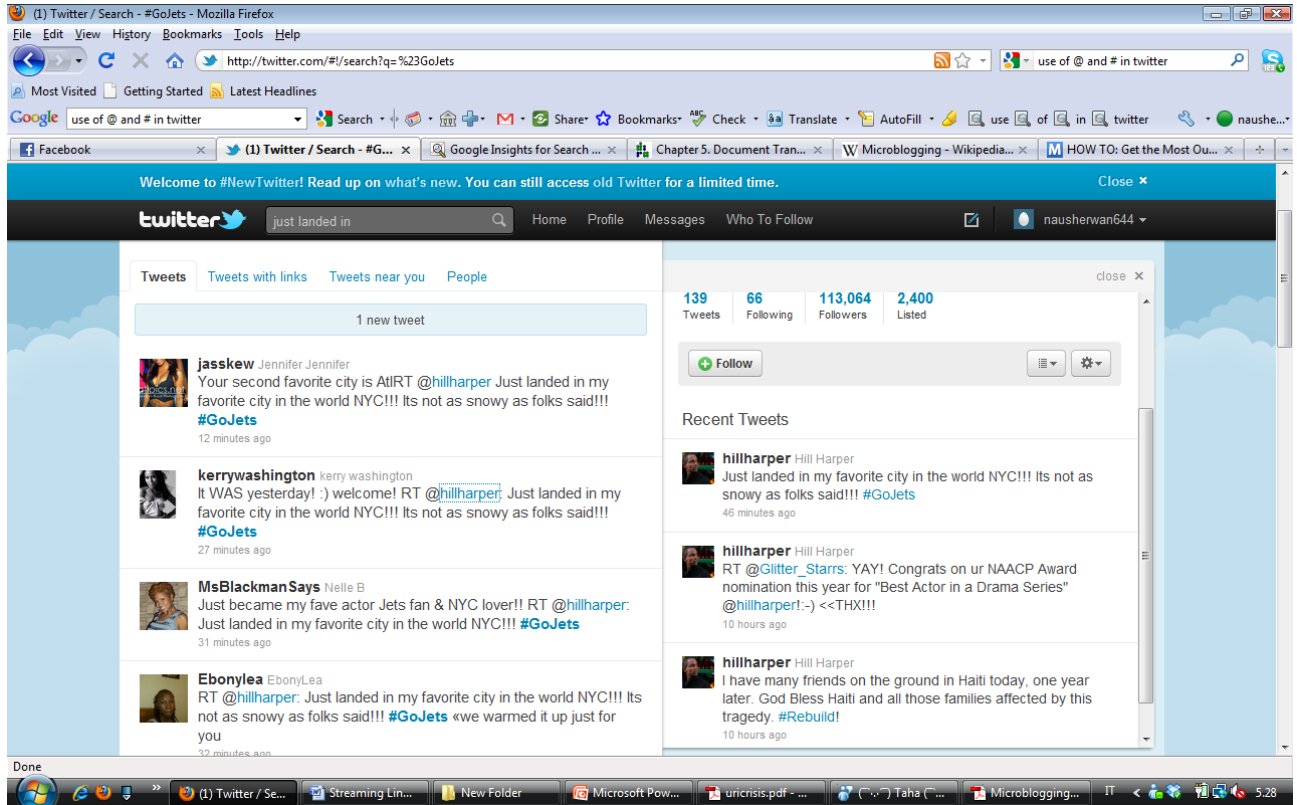 (1) Twitter / Search - #GoJets - Mozilla Firefox
File Edit View History Bookmarks Tools Help
http://twitter.com/#!/search?q=%23GoJets
use of @ and # in twitter
Most Visited Getting Started Latest Headlines
Google use of @ and # in twitter Search Share Bookmarks Check Translate AutoFill use of in twitter naushe...
Facebook (1) Twitter / Search - #G... Google Insights for Search ... Chapter 5. Document Tran... Microblogging - Wikipedia... HOW TO: Get the Most Ou...
Welcome to #NewTwitter! Read up on what's new. You can still access old Twitter for a limited time. Close
twitter just landed in Home Profile Messages Who To Follow nausherwan644
Tweets Tweets with links Tweets near you People
1 new tweet
jasskew Jennifer Jennifer
Your second favorite city is AtlRT @hillharper Just landed in my
favorite city in the world NYC!!! Its not as snowy as folks said!!!
#GoJets
12 minutes ago
kerrywashington kerry washington
It WAS yesterday! :) welcome! RT @hillharper: Just landed in my
favorite city in the world NYC!!! Its not as snowy as folks said!!!
#GoJets
27 minutes ago
MsBlackmanSays Nelle B
Just became my fave actor Jets fan & NYC lover!! RT @hillharper:
Just landed in my favorite city in the world NYC!!! #GoJets
31 minutes ago
Ebonylea EbonyLea
RT @hillharper: Just landed in my favorite city in the world NYC!!! Its
not as snowy as folks said!!! #GoJets «we warmed it up just for
you
32 minutes ago
close
139 66 113,064 2,400
Tweets Following Followers Listed
Follow
Recent Tweets
hillharper Hill Harper
Just landed in my favorite city in the world NYC!!! Its not as
snowy as folks said!!! #GoJets
46 minutes ago
hillharper Hill Harper
RT @Glitter_Starrs: YAY! Congrats on ur NAACP Award
nomination this year for "Best Actor in a Drama Series"
@hillharper!:-) <<THX!!!
10 hours ago
hillharper Hill Harper
I have many friends on the ground in Haiti today, one year
later. God Bless Haiti and all those families affected by this
tragedy. #Rebuild!
10 hours ago
Done
(1) Twitter / Se... Streaming Lin... New Folder Microsoft Pow... uricrisis.pdf - ... Taha Microblogging... IT 5.28